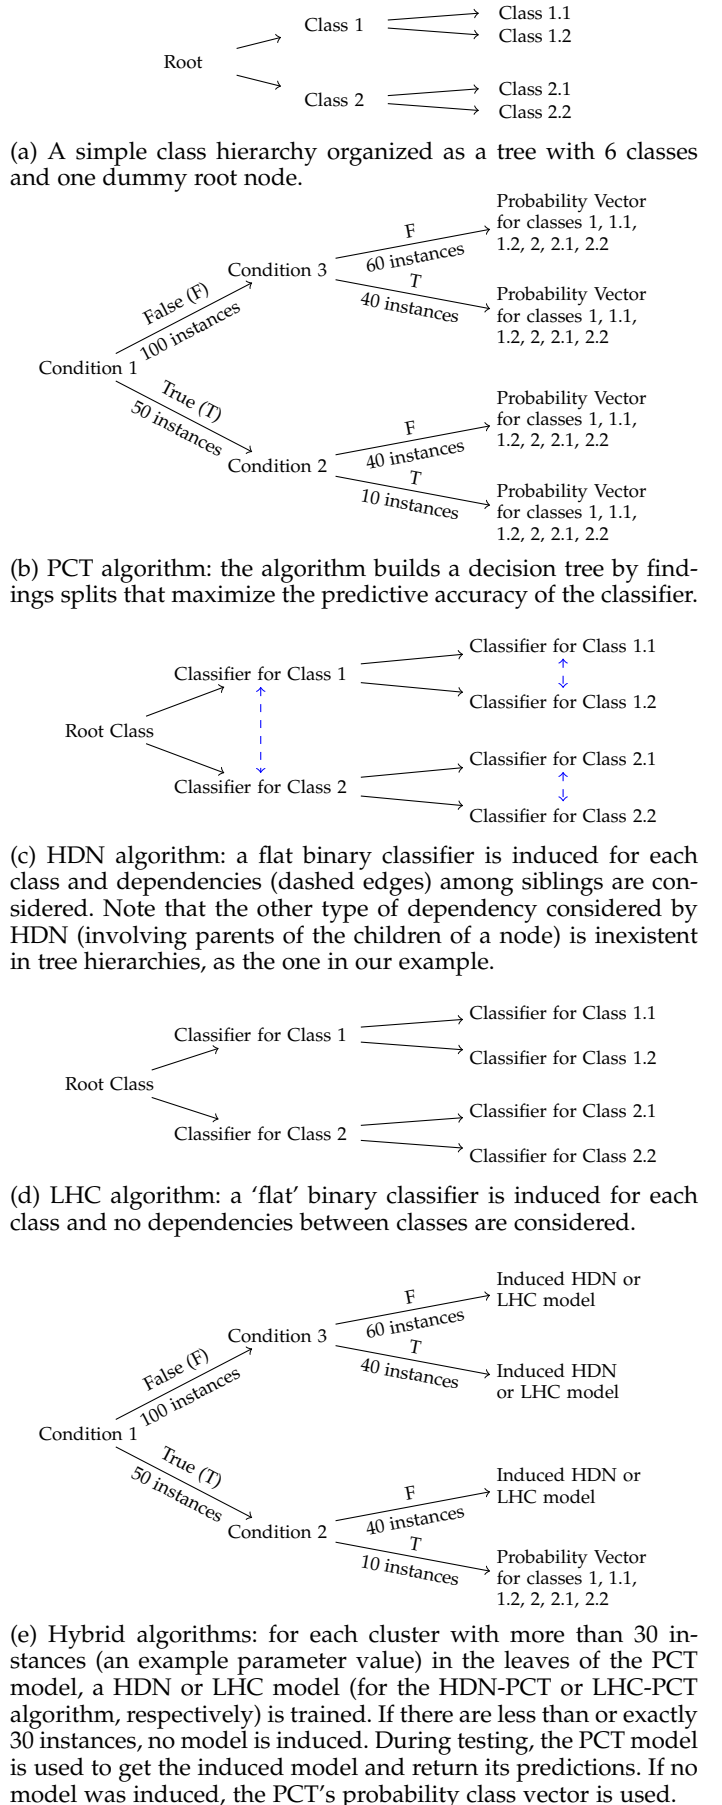 Root
Class 1
Class 1.1
Class 1.2
Class 2
Class 2.1
Class 2.2
(a) A simple class hierarchy organized as a tree with 6 classes
and one dummy root node.
Condition 1
False (F)
100 instances
True (T)
50 instances
Condition 3
F
60 instances
T
40 instances
Probability Vector
for classes 1, 1.1,
1.2, 2, 2.1, 2.2
Probability Vector
for classes 1, 1.1,
1.2, 2, 2.1, 2.2
Condition 2
F
40 instances
T
10 instances
Probability Vector
for classes 1, 1.1,
1.2, 2, 2.1, 2.2
Probability Vector
for classes 1, 1.1,
1.2, 2, 2.1, 2.2
(b) PCT algorithm: the algorithm builds a decision tree by find-
ings splits that maximize the predictive accuracy of the classifier.
Root Class
Classifier for Class 1
Classifier for Class 1.1
Classifier for Class 1.2
Classifier for Class 2
Classifier for Class 2.1
Classifier for Class 2.2
(c) HDN algorithm: a flat binary classifier is induced for each
class and dependencies (dashed edges) among siblings are con-
sidered. Note that the other type of dependency considered by
HDN (involving parents of the children of a node) is inexistent
in tree hierarchies, as the one in our example.
Root Class
Classifier for Class 1
Classifier for Class 1.1
Classifier for Class 1.2
Classifier for Class 2
Classifier for Class 2.1
Classifier for Class 2.2
(d) LHC algorithm: a ‘flat’ binary classifier is induced for each
class and no dependencies between classes are considered.
Condition 1
False (F)
100 instances
True (T)
50 instances
Condition 3
F
60 instances
T
40 instances
Induced HDN or
LHC model
Induced HDN
or LHC model
Condition 2
F
40 instances
T
10 instances
Induced HDN or
LHC model
Probability Vector
for classes 1, 1.1,
1.2, 2, 2.1, 2.2
(e) Hybrid algorithms: for each cluster with more than 30 in-
stances (an example parameter value) in the leaves of the PCT
model, a HDN or LHC model (for the HDN-PCT or LHC-PCT
algorithm, respectively) is trained. If there are less than or exactly
30 instances, no model is induced. During testing, the PCT model
is used to get the induced model and return its predictions. If no
model was induced, the PCT’s probability class vector is used.